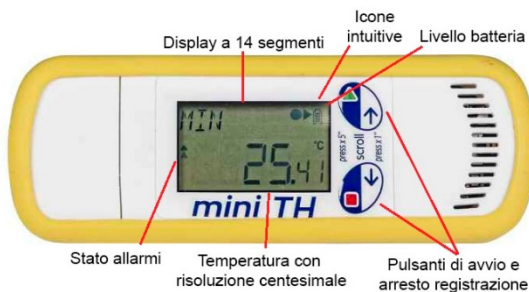 Icone
intuitive
Display a 14 segmenti
Livello batteria
MIN
°C
25.41
press x 5"
scroll
press x 1"
mini TH
Stato allarmi
Temperatura con
risoluzione centesimale
Pulsanti di avvio e
arresto registrazione